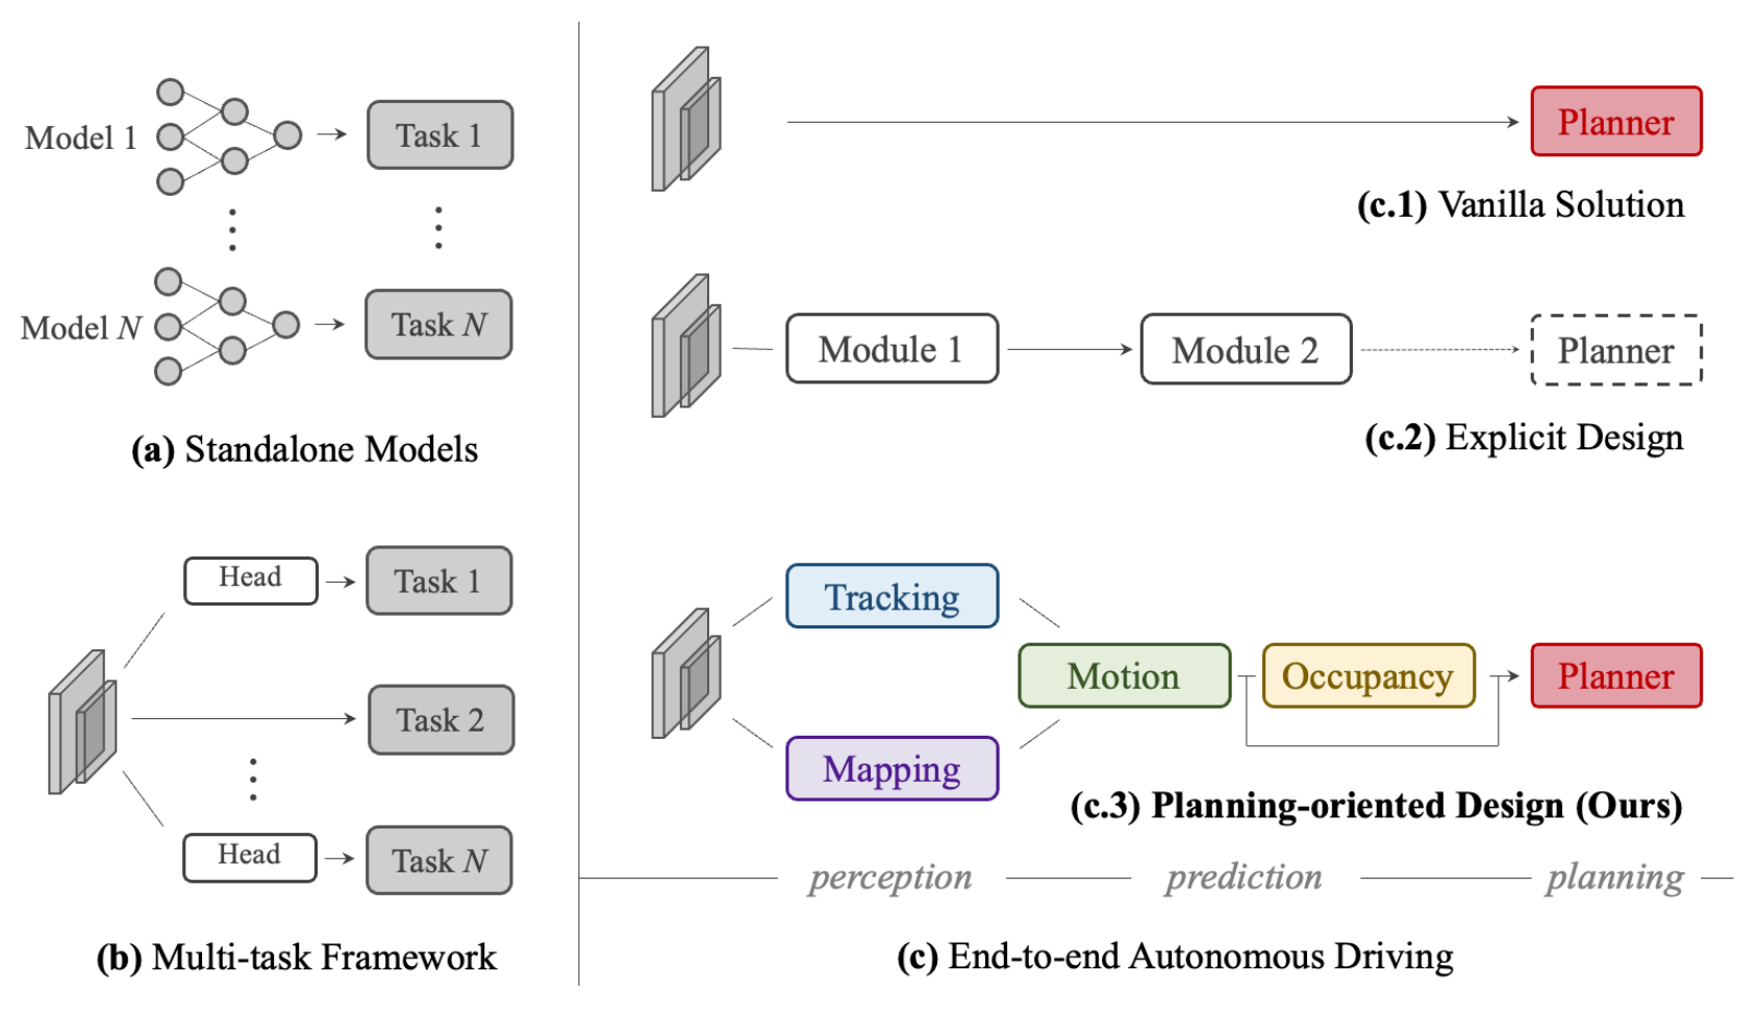 Model 1
Task 1
Model N
Task N
(a) Standalone Models
Head
Task 1
Task 2
Head
Task N
(b) Multi-task Framework
Planner
(c.1) Vanilla Solution
Module 1
Module 2
Planner
(c.2) Explicit Design
Tracking
Mapping
Motion
Occupancy
Planner
(c.3) Planning-oriented Design (Ours)
perception
prediction
planning
(c) End-to-end Autonomous Driving